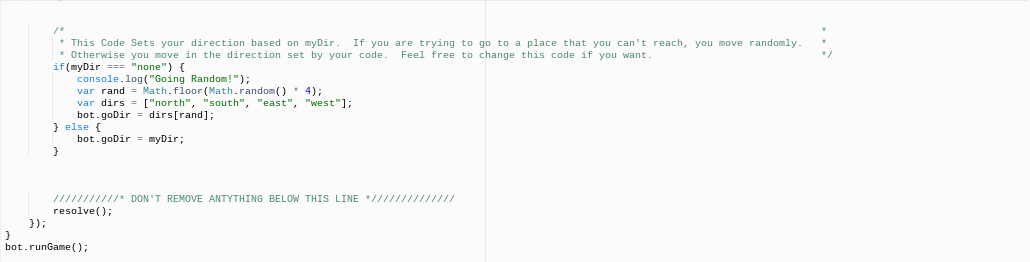 /* *
* This Code Sets your direction based on myDir.  If you are trying to go to a place that you can't reach, you move randomly. *
* Otherwise you move in the direction set by your code.  Feel free to change this code if you want. */
if(myDir === "none") {
console.log("Going Random!");
var rand = Math.floor(Math.random() * 4);
var dirs = ["north", "south", "east", "west"];
bot.goDir = dirs[rand];
} else {
bot.goDir = myDir;
}
///////////* DON'T REMOVE ANTYTHING BELOW THIS LINE *//////////////
resolve();
});
}
bot.runGame();